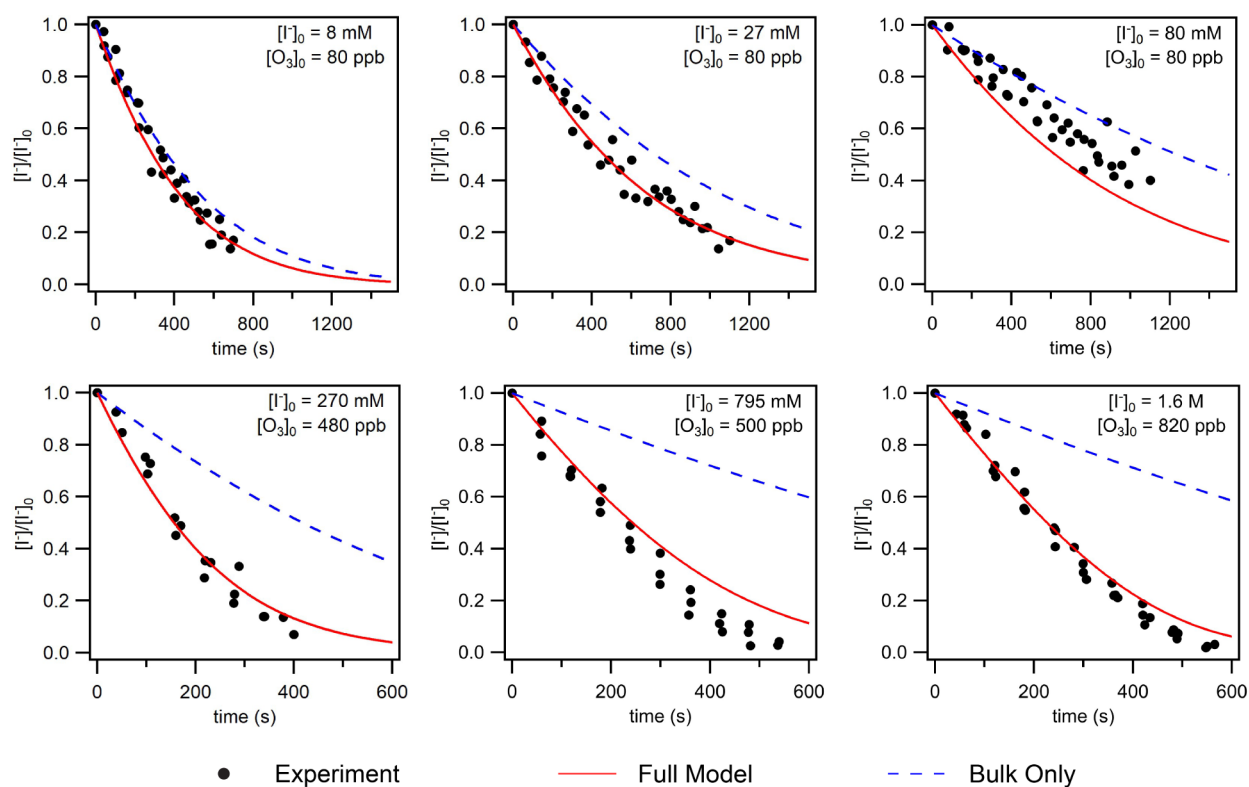 [I⁻]₀ = 8 mM
[O₃]₀ = 80 ppb
1.0
0.8
0.6
0.4
0.2
0.0
[I⁻]/[I⁻]₀
0 400 800 1200
time (s)
[I⁻]₀ = 27 mM
[O₃]₀ = 80 ppb
1.0
0.8
0.6
0.4
0.2
0.0
[I⁻]/[I⁻]₀
0 400 800 1200
time (s)
[I⁻]₀ = 80 mM
[O₃]₀ = 80 ppb
1.0
0.8
0.6
0.4
0.2
0.0
[I⁻]/[I⁻]₀
0 400 800 1200
time (s)
[I⁻]₀ = 270 mM
[O₃]₀ = 480 ppb
1.0
0.8
0.6
0.4
0.2
0.0
[I⁻]/[I⁻]₀
0 200 400 600
time (s)
[I⁻]₀ = 795 mM
[O₃]₀ = 500 ppb
1.0
0.8
0.6
0.4
0.2
0.0
[I⁻]/[I⁻]₀
0 200 400 600
time (s)
[I⁻]₀ = 1.6 M
[O₃]₀ = 820 ppb
1.0
0.8
0.6
0.4
0.2
0.0
[I⁻]/[I⁻]₀
0 200 400 600
time (s)
Experiment Full Model Bulk Only